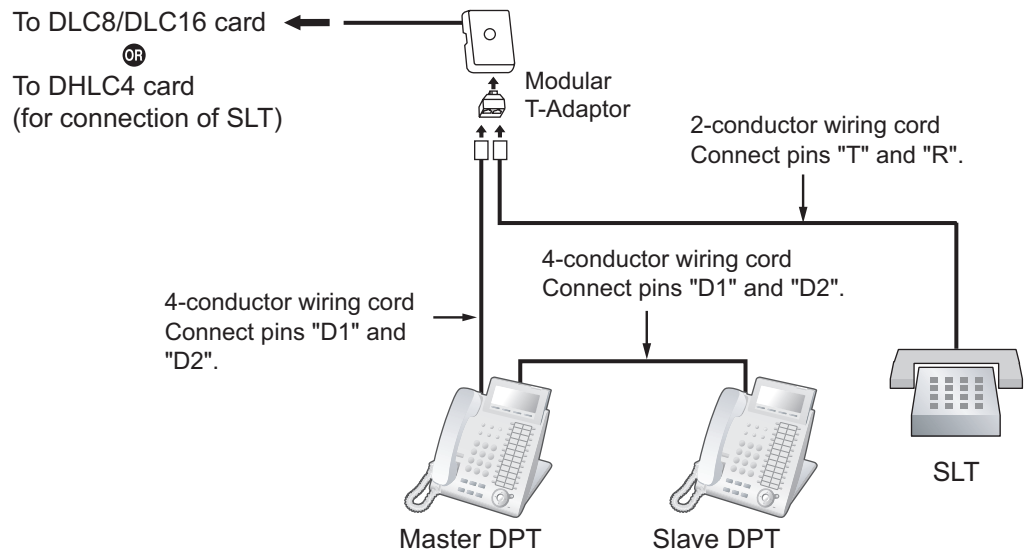 To DLC8/DLC16 card
OR
To DHLC4 card
(for connection of SLT)
Modular
T-Adaptor
2-conductor wiring cord
Connect pins "T" and "R".
4-conductor wiring cord
Connect pins "D1" and "D2".
4-conductor wiring cord
Connect pins "D1" and
"D2".
SLT
Master DPT
Slave DPT